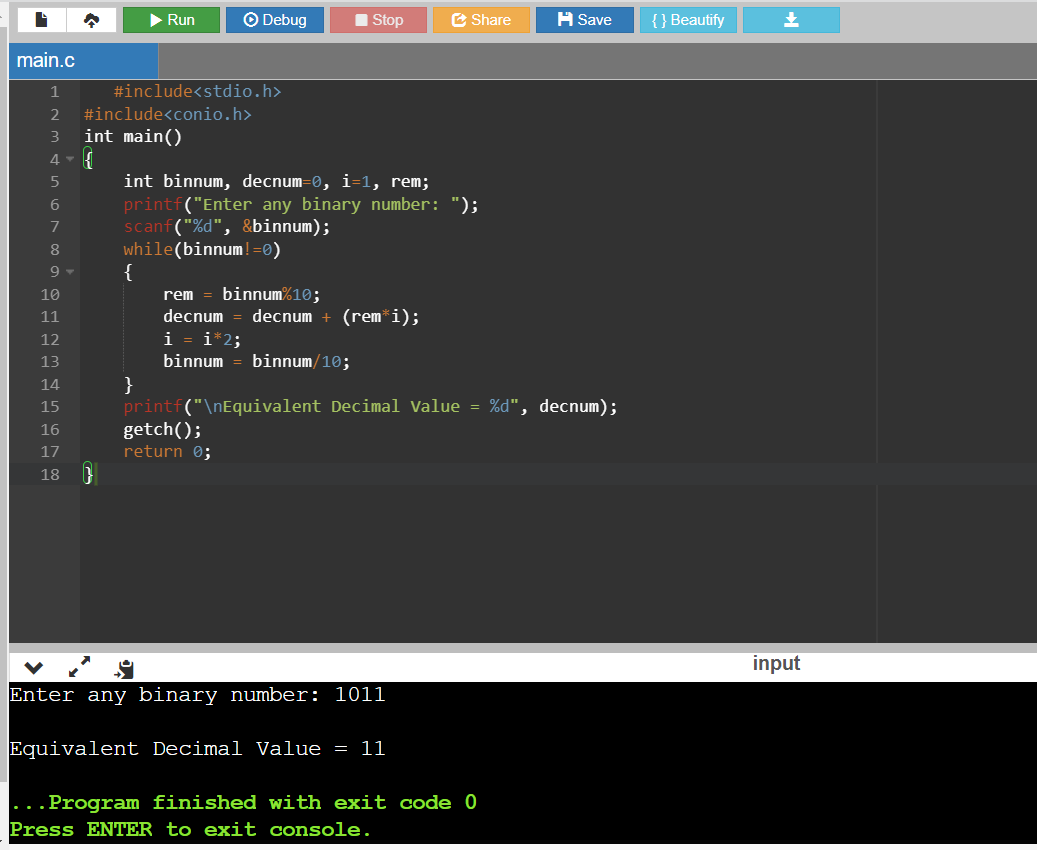 Run Debug Stop Share Save { } Beautify
main.c
1 #include<stdio.h>
2 #include<conio.h>
3 int main()
4 {
5 int binnum, decnum=0, i=1, rem;
6 printf("Enter any binary number: ");
7 scanf("%d", &binnum);
8 while(binnum!=0)
9 {
10 rem = binnum%10;
11 decnum = decnum + (rem*i);
12 i = i*2;
13 binnum = binnum/10;
14 }
15 printf("\nEquivalent Decimal Value = %d", decnum);
16 getch();
17 return 0;
18 }
input
Enter any binary number: 1011
Equivalent Decimal Value = 11
...Program finished with exit code 0
Press ENTER to exit console.